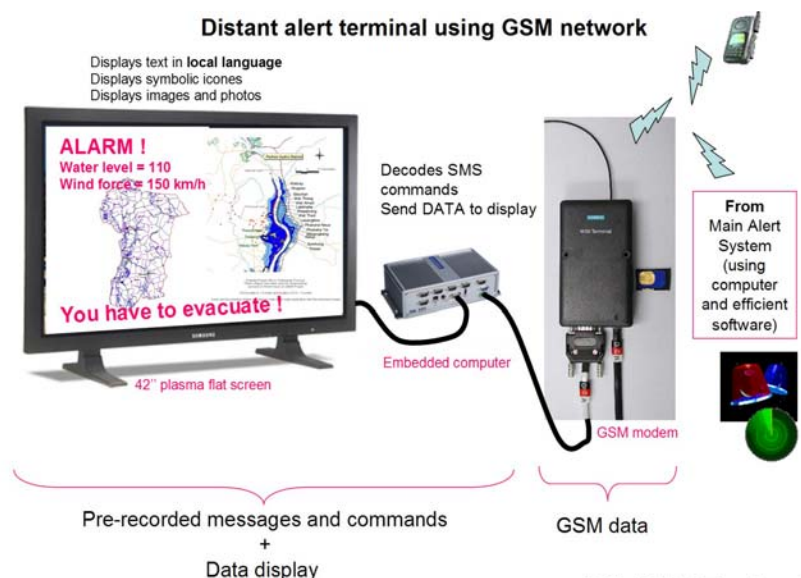 Distant alert terminal using GSM network
Displays text in local language
Displays symbolic icones
Displays images and photos
ALARM !
Water level = 110
Wind force = 150 km/h
You have to evacuate !
SAMSUNG
42'' plasma flat screen
Decodes SMS
commands
Send DATA to display
Embedded computer
GSM modem
From
Main Alert
System
(using
computer
and efficient
software)
Pre-recorded messages and commands
+
Data display
GSM data